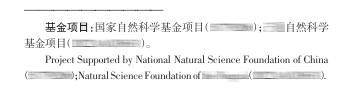 基金项目:国家自然科学基金项目();自然科学
基金项目()。
Project Supported by National Natural Science Foundation of China
();Natural Science Foundation of ().